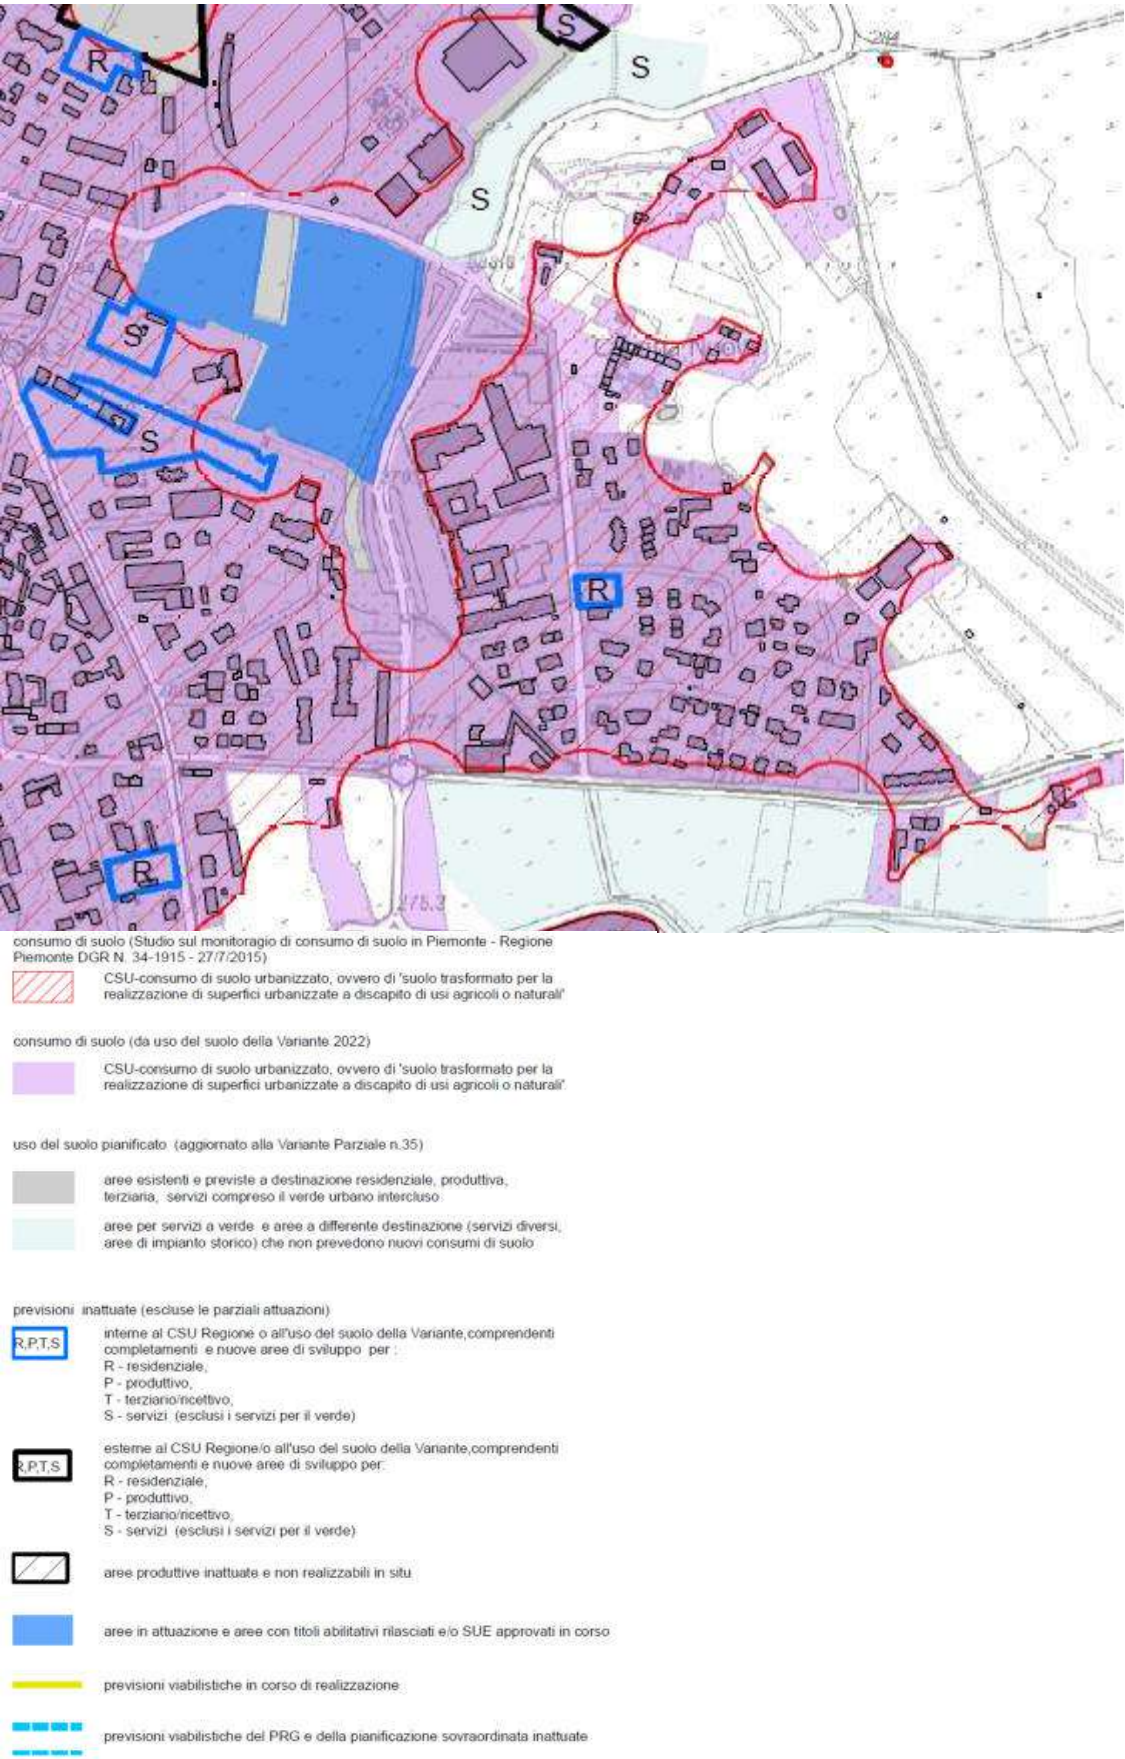 S
R
S
284
S
S
S
R
R
275.3
consumo di suolo (Studio sul monitoragio di consumo di suolo in Piemonte - Regione
Piemonte DGR N. 34-1915 - 27/7/2015)
CSU-consumo di suolo urbanizzato, ovvero di 'suolo trasformato per la
realizzazione di superfici urbanizzate a discapito di usi agricoli o naturali'
consumo di suolo (da uso del suolo della Variante 2022)
CSU-consumo di suolo urbanizzato, ovvero di 'suolo trasformato per la
realizzazione di superfici urbanizzate a discapito di usi agricoli o naturali'
uso del suolo pianificato (aggiornato alla Variante Parziale n.35)
aree esistenti e previste a destinazione residenziale, produttiva,
terziaria, servizi compreso il verde urbano intercluso
aree per servizi a verde e aree a differente destinazione (servizi diversi,
aree di impianto storico) che non prevedono nuovi consumi di suolo
previsioni inattuate (escluse le parziali attuazioni)
R,P,T,S
interne al CSU Regione o all'uso del suolo della Variante,comprendenti
completamenti e nuove aree di sviluppo per :
R - residenziale,
P - produttivo,
T - terziario/ricettivo,
S - servizi (esclusi i servizi per il verde)
R,P,T,S
esterne al CSU Regione/o all'uso del suolo della Variante,comprendenti
completamenti e nuove aree di sviluppo per:
R - residenziale,
P - produttivo,
T - terziario/ricettivo,
S - servizi (esclusi i servizi per il verde)
aree produttive inattuate e non realizzabili in situ
aree in attuazione e aree con titoli abilitativi rilasciati e/o SUE approvati in corso
previsioni viabilistiche in corso di realizzazione
previsioni viabilistiche del PRG e della pianificazione sovraordinata inattuate